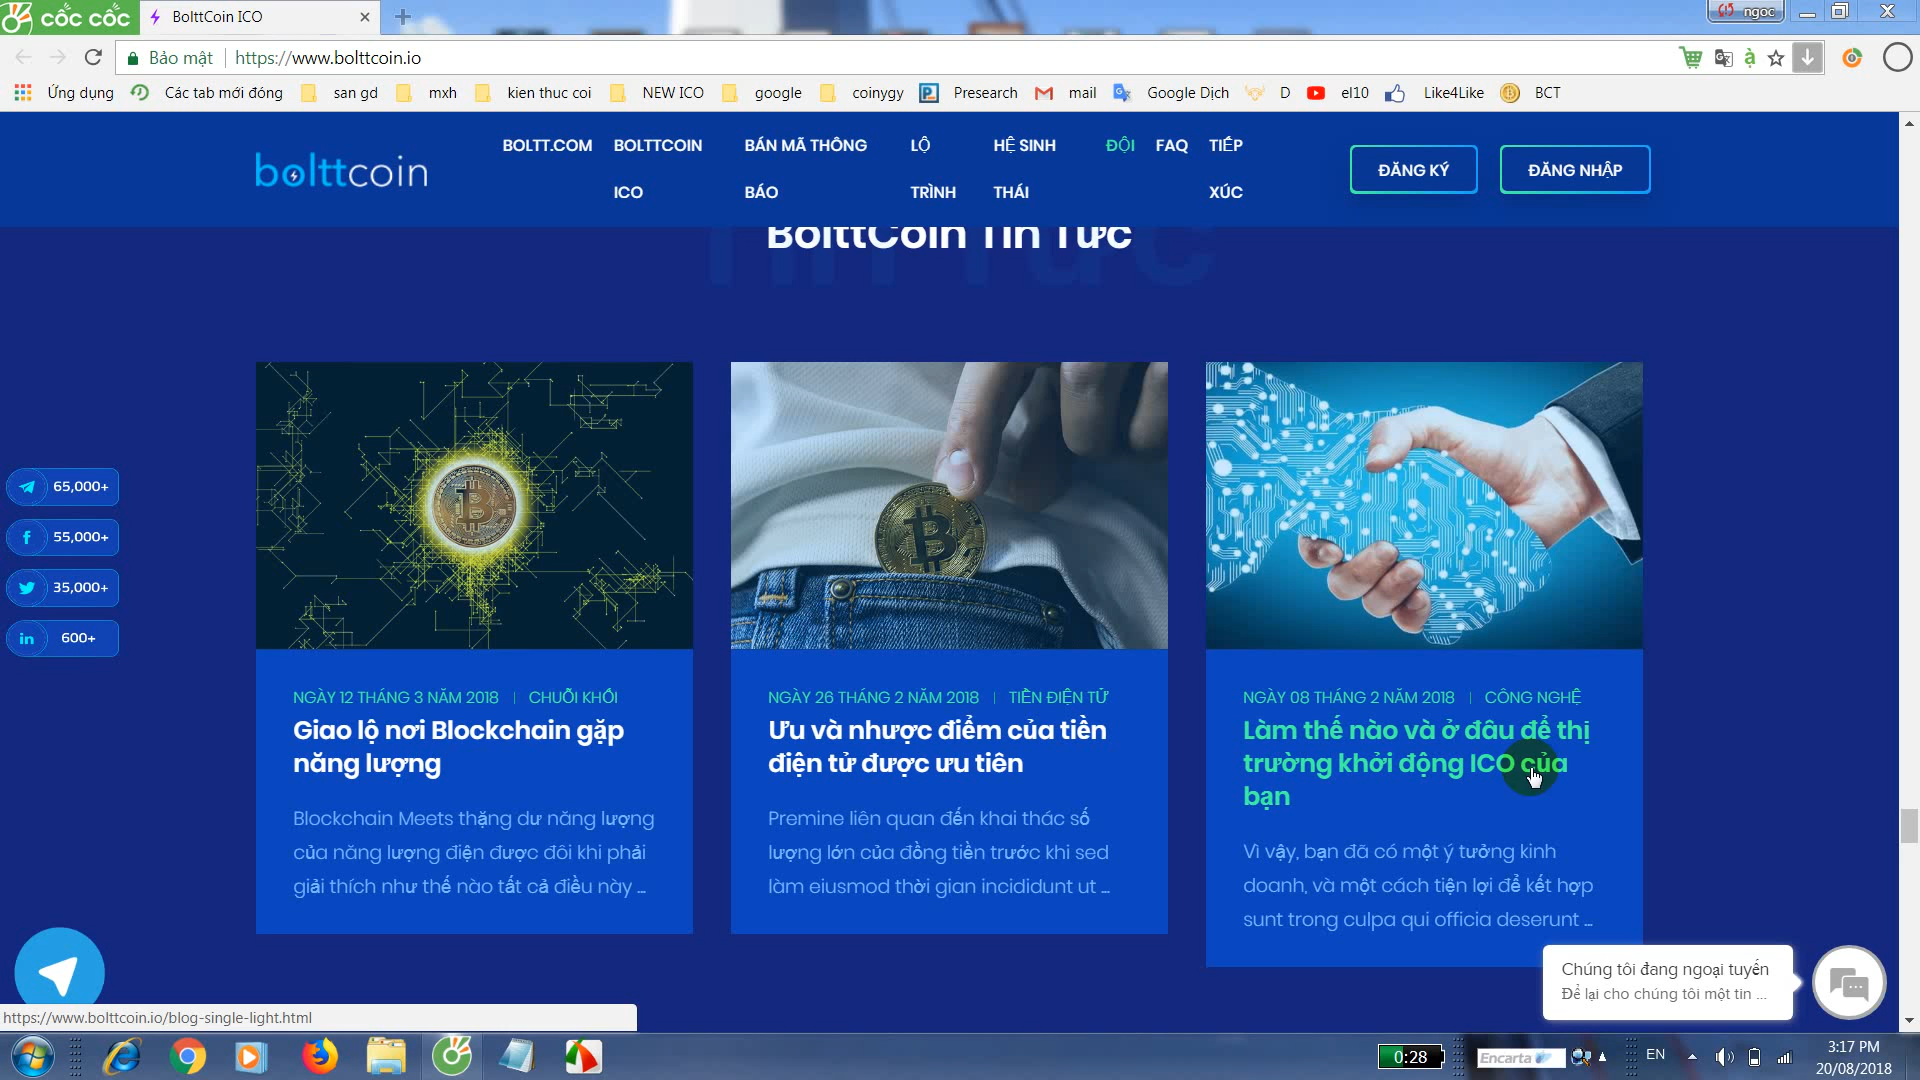 cốc cốc
BolttCoin ICO
ngoc
Bảo mật
https://www.bolttcoin.io
Ứng dụng
Các tab mới đóng
san gd
mxh
kien thuc coi
NEW ICO
google
coinygy
Presearch
mail
Google Dịch
D
el10
Like4Like
BCT
bolttcoin
BOLTT.COM
BOLTTCOIN
ICO
BÁN MÃ THÔNG
BÁO
LỘ
TRÌNH
HỆ SINH
THÁI
ĐỘI
FAQ
TIẾP
XÚC
ĐĂNG KÝ
ĐĂNG NHẬP
Tin Tức
BolttCoin Tin Tức
65,000+
55,000+
35,000+
600+
NGÀY 12 THÁNG 3 NĂM 2018 | CHUỖI KHỐI
Giao lộ nơi Blockchain gặp
năng lượng
Blockchain Meets thặng dư năng lượng
của năng lượng điện được đôi khi phải
giải thích như thế nào tất cả điều này ...
NGÀY 26 THÁNG 2 NĂM 2018 | TIỀN ĐIỆN TỬ
Ưu và nhược điểm của tiền
điện tử được ưu tiên
Premine liên quan đến khai thác số
lượng lớn của đồng tiền trước khi sed
làm eiusmod thời gian incididunt ut ...
NGÀY 08 THÁNG 2 NĂM 2018 | CÔNG NGHỆ
Làm thế nào và ở đâu để thị
trường khởi động ICO của
bạn
Vì vậy, bạn đã có một ý tưởng kinh
doanh, và một cách tiện lợi để kết hợp
sunt trong culpa qui officia deserunt ...
Chúng tôi đang ngoại tuyến
Để lại cho chúng tôi một tin ...
https://www.bolttcoin.io/blog-single-light.html
0:28
Encarta
EN
3:17 PM
20/08/2018